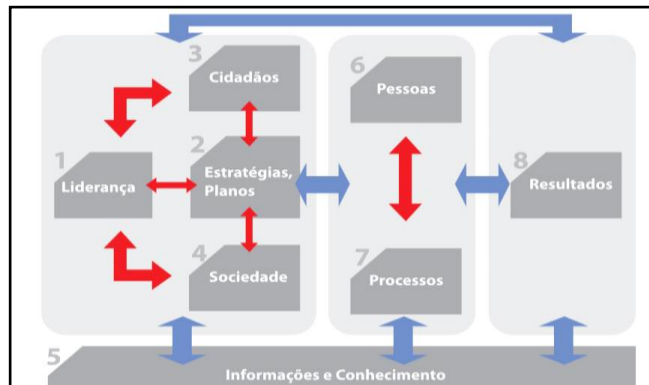 1
Liderança
3
Cidadãos
2
Estratégias,
Planos
4
Sociedade
6
Pessoas
7
Processos
8
Resultados
5
Informações e Conhecimento